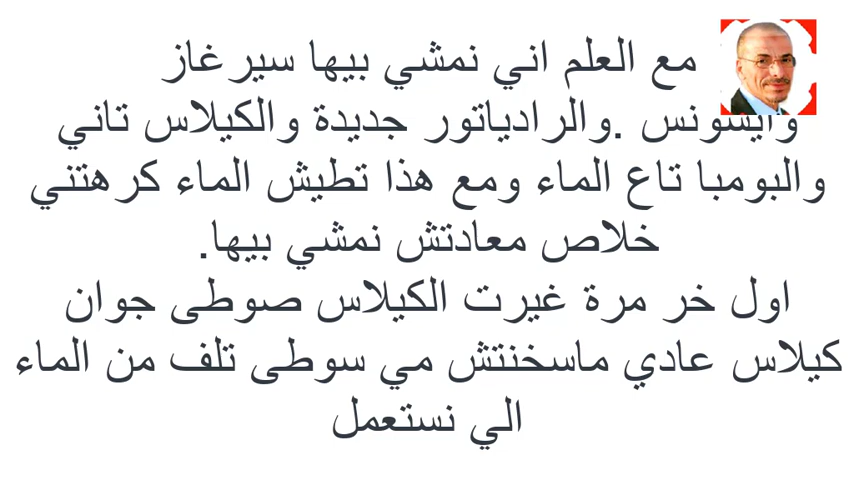 مع العلم اني نمشي بيها سيرغاز
وايسونس .والرادياتور جديدة والكيلاس تاني
والبومبا تاع الماء ومع هذا تطيش الماء كرهتني
خلاص معادتش نمشي بيها.
اول خر مرة غيرت الكيلاس صوطى جوان
كيلاس عادي ماسخنتش مي سوطى تلف من الماء
الي نستعمل